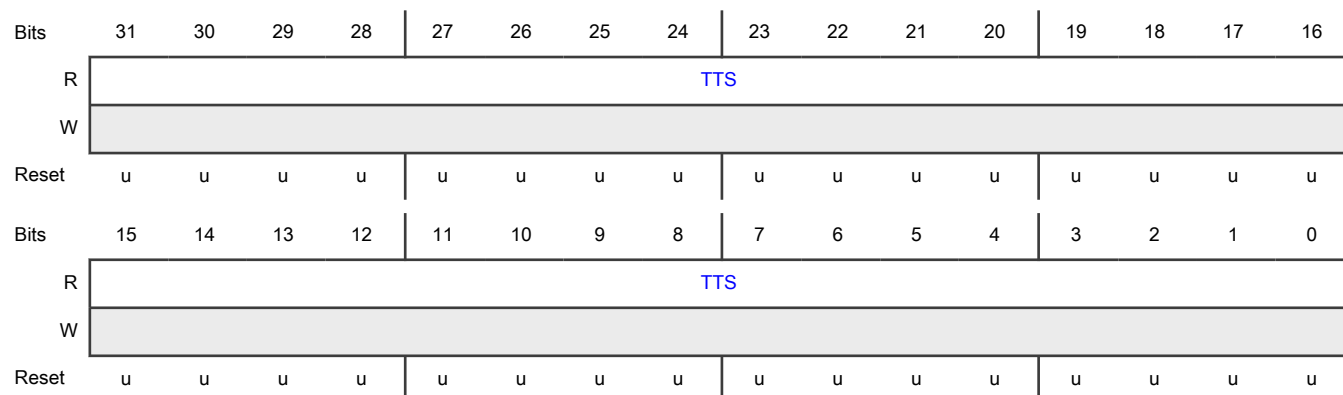 Bits 31 30 29 28 27 26 25 24 23 22 21 20 19 18 17 16
R TTS
W
Reset u u u u u u u u u u u u u u u u
Bits 15 14 13 12 11 10 9 8 7 6 5 4 3 2 1 0
R TTS
W
Reset u u u u u u u u u u u u u u u u